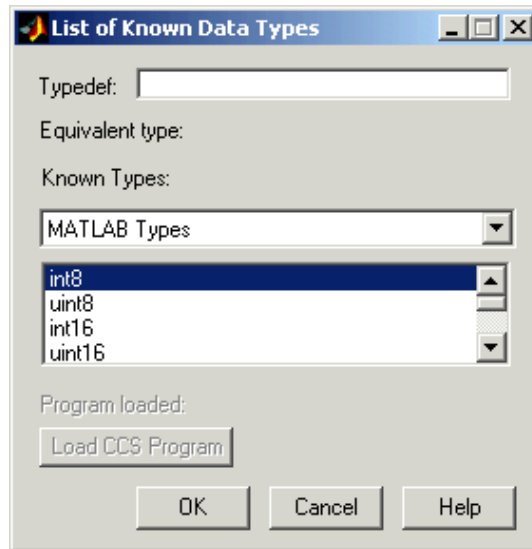 List of Known Data Types
Typedef:
Equivalent type:
Known Types:
MATLAB Types
int8
uint8
int16
uint16
Program loaded:
Load CCS Program
OK Cancel Help